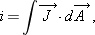 i = ∫ J⃗ · dA⃗ ,